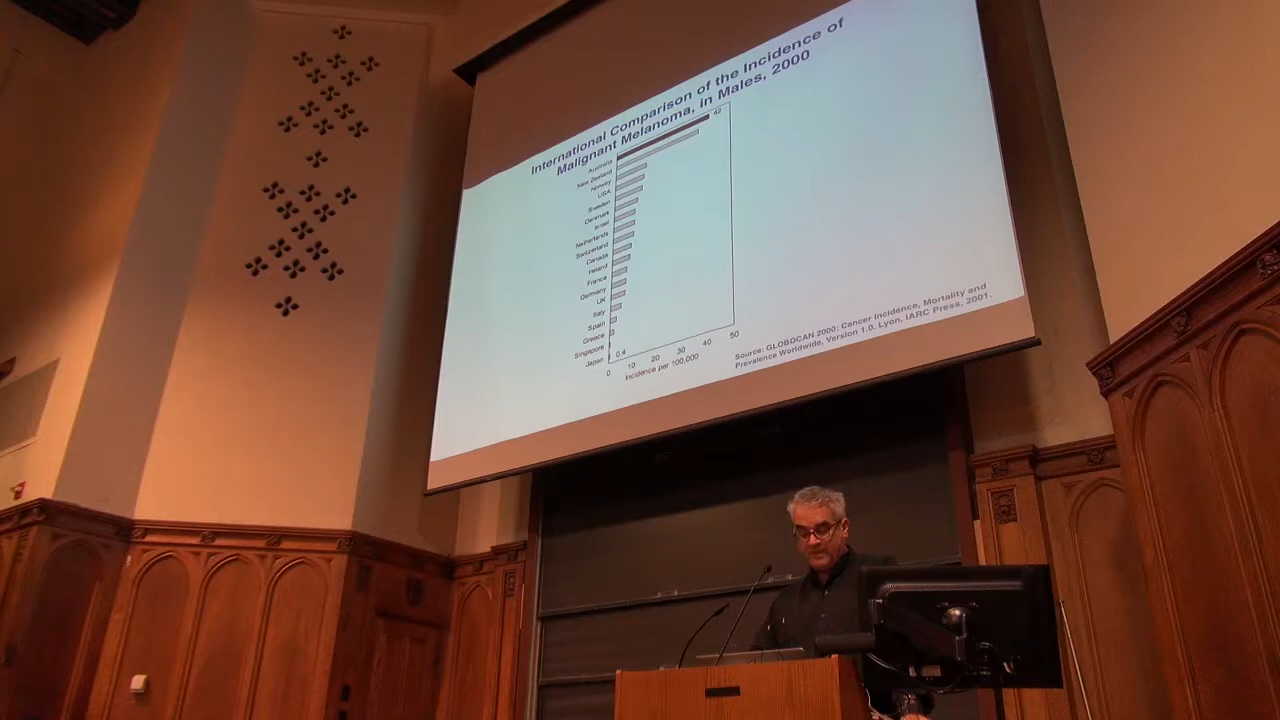 International Comparison of the Incidence of
Malignant Melanoma, in Males, 2000
42
Australia
New Zealand
Norway
USA
Sweden
Denmark
Israel
Netherlands
Switzerland
Canada
Ireland
France
Germany
UK
Italy
Spain
Greece
Singapore
Japan
0.4
0 10 20 30 40 50
Incidence per 100,000
Source: GLOBOCAN 2000: Cancer Incidence, Mortality and
Prevalence Worldwide, Version 1.0. Lyon, IARC Press, 2001.